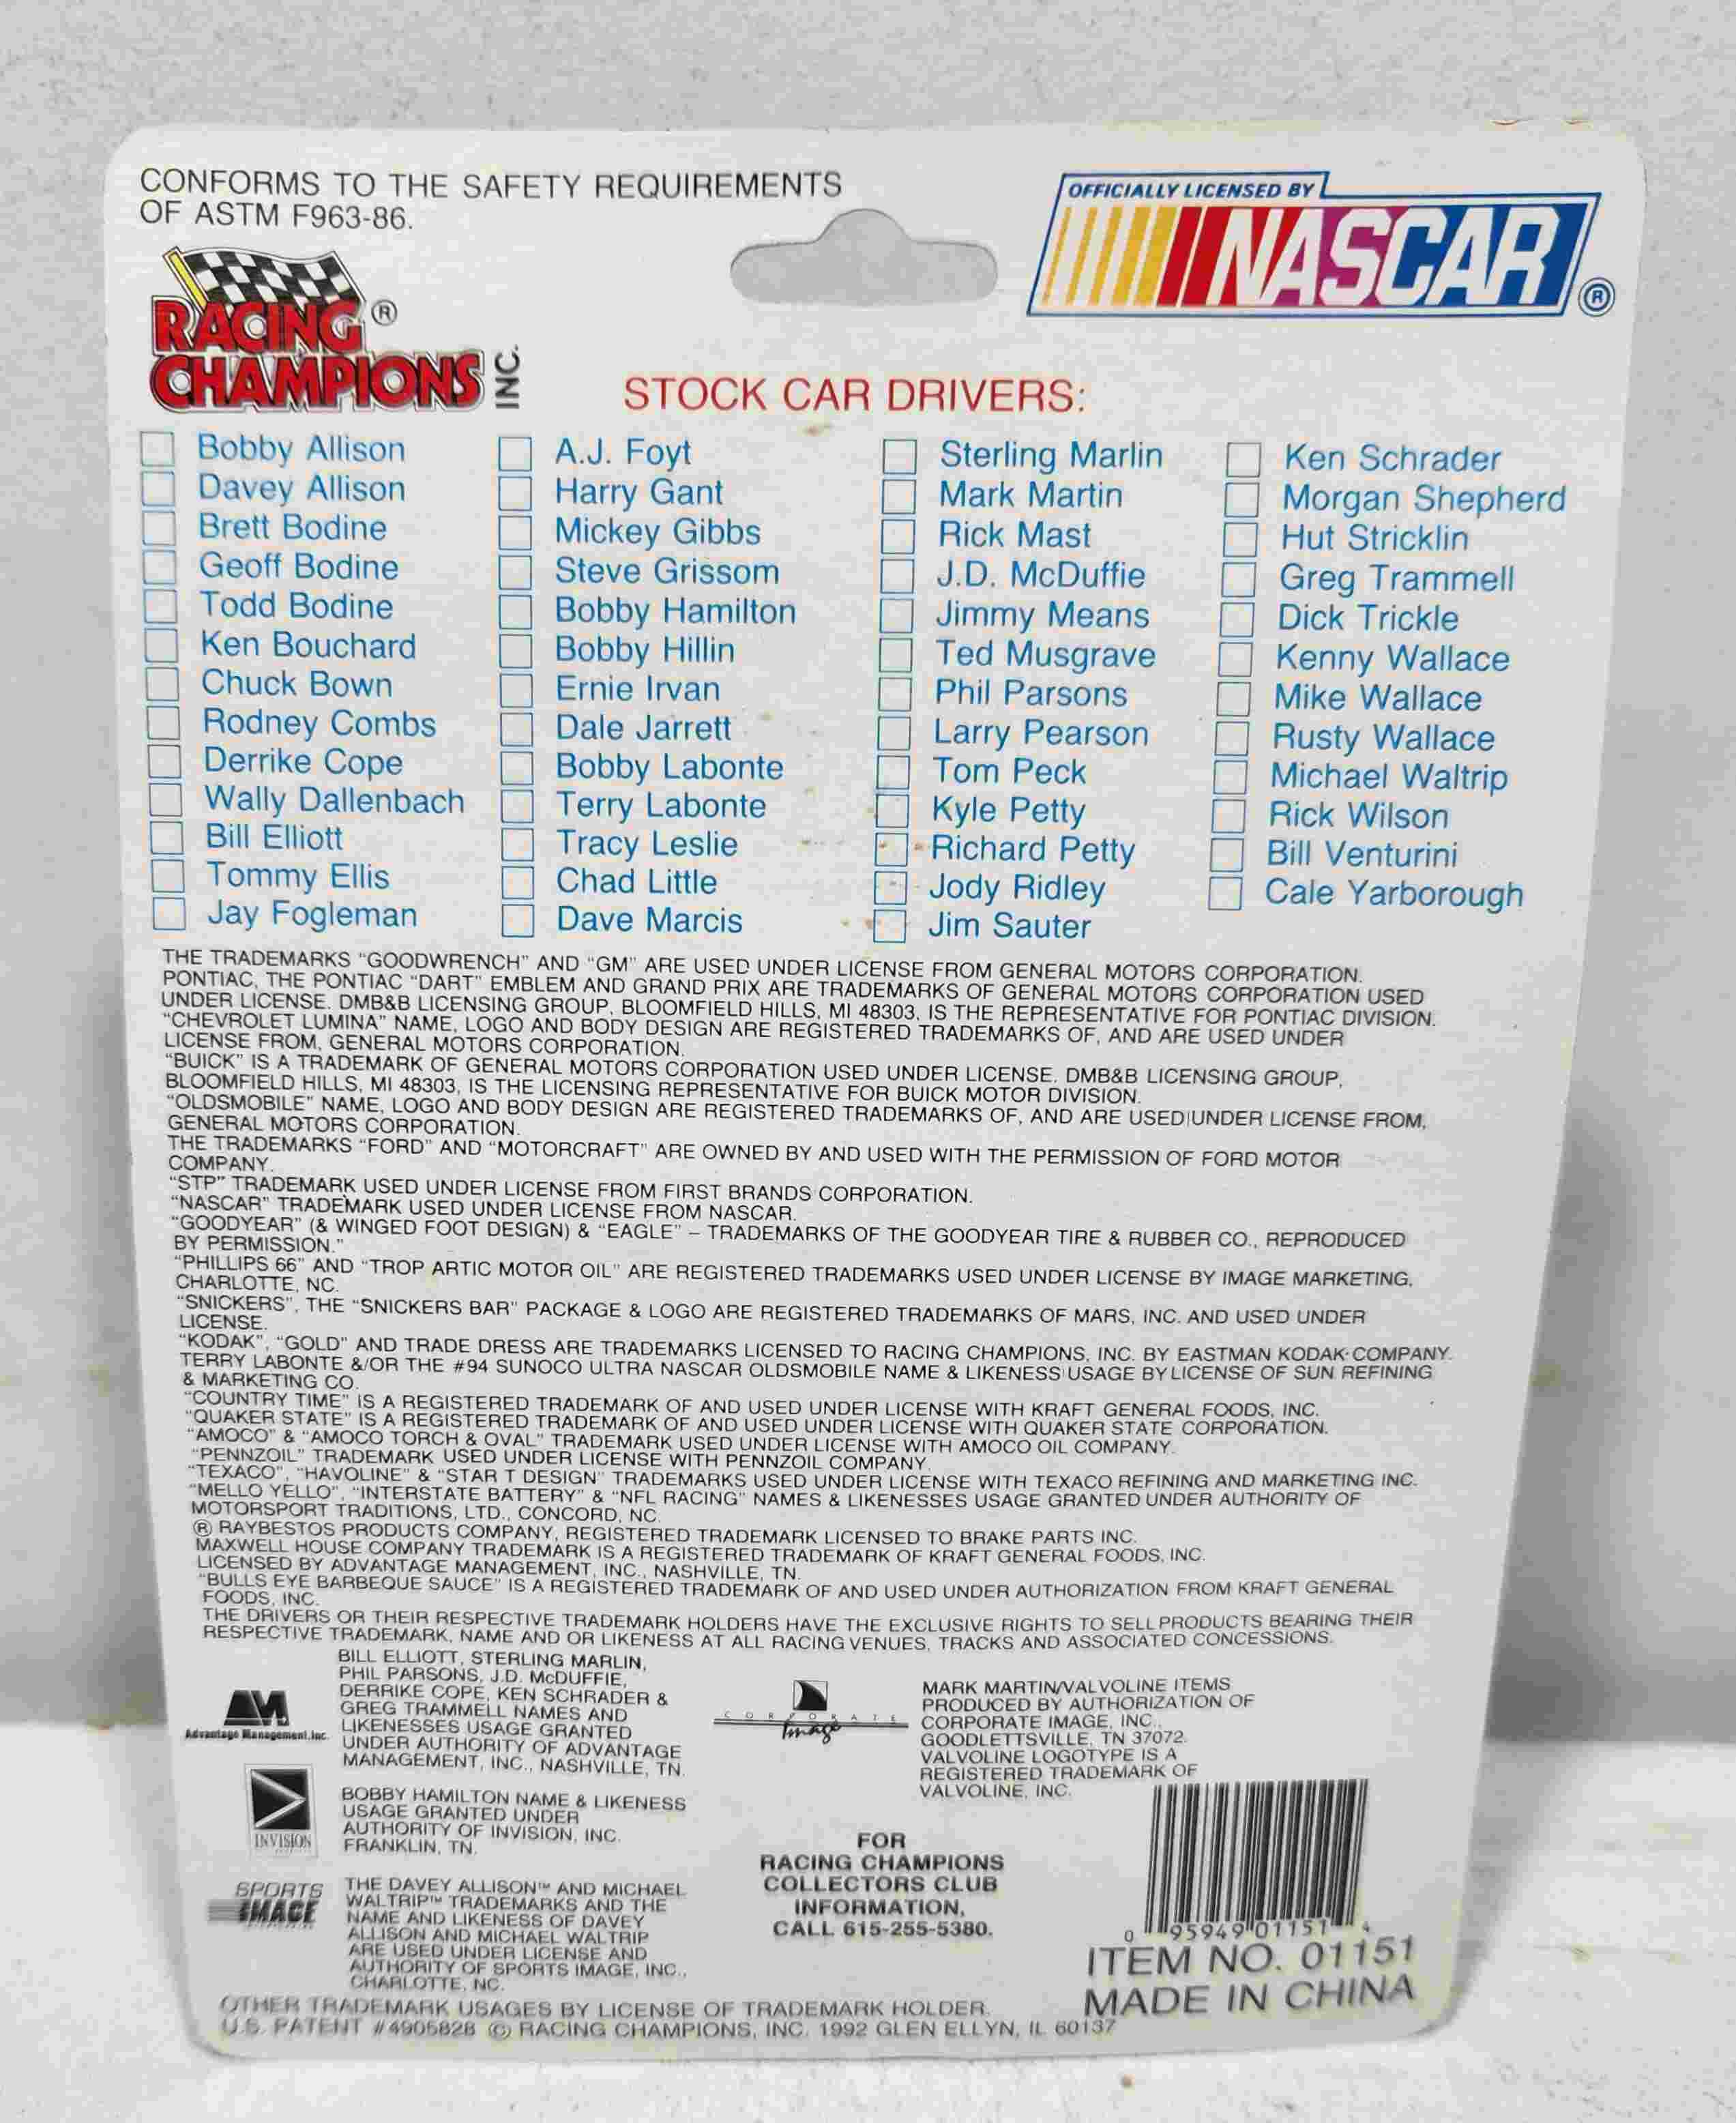 CONFORMS TO THE SAFETY REQUIREMENTS
OF ASTM F963-86.
OFFICIALLY LICENSED BY
NASCAR ®
RACING ®
CHAMPIONS INC.
STOCK CAR DRIVERS:
Bobby Allison
Davey Allison
Brett Bodine
Geoff Bodine
Todd Bodine
Ken Bouchard
Chuck Bown
Rodney Combs
Derrike Cope
Wally Dallenbach
Bill Elliott
Tommy Ellis
Jay Fogleman
A.J. Foyt
Harry Gant
Mickey Gibbs
Steve Grissom
Bobby Hamilton
Bobby Hillin
Ernie Irvan
Dale Jarrett
Bobby Labonte
Terry Labonte
Tracy Leslie
Chad Little
Dave Marcis
Sterling Marlin
Mark Martin
Rick Mast
J.D. McDuffie
Jimmy Means
Ted Musgrave
Phil Parsons
Larry Pearson
Tom Peck
Kyle Petty
Richard Petty
Jody Ridley
Jim Sauter
Ken Schrader
Morgan Shepherd
Hut Stricklin
Greg Trammell
Dick Trickle
Kenny Wallace
Mike Wallace
Rusty Wallace
Michael Waltrip
Rick Wilson
Bill Venturini
Cale Yarborough
THE TRADEMARKS "GOODWRENCH" AND "GM" ARE USED UNDER LICENSE FROM GENERAL MOTORS CORPORATION.
PONTIAC, THE PONTIAC "DART" EMBLEM AND GRAND PRIX ARE TRADEMARKS OF GENERAL MOTORS CORPORATION USED
UNDER LICENSE. DMB&B LICENSING GROUP, BLOOMFIELD HILLS, MI 48303, IS THE REPRESENTATIVE FOR PONTIAC DIVISION.
"CHEVROLET LUMINA" NAME, LOGO AND BODY DESIGN ARE REGISTERED TRADEMARKS OF, AND ARE USED UNDER
LICENSE FROM, GENERAL MOTORS CORPORATION.
"BUICK" IS A TRADEMARK OF GENERAL MOTORS CORPORATION USED UNDER LICENSE. DMB&B LICENSING GROUP,
BLOOMFIELD HILLS, MI 48303, IS THE LICENSING REPRESENTATIVE FOR BUICK MOTOR DIVISION.
"OLDSMOBILE" NAME, LOGO AND BODY DESIGN ARE REGISTERED TRADEMARKS OF, AND ARE USED UNDER LICENSE FROM,
GENERAL MOTORS CORPORATION.
THE TRADEMARKS "FORD" AND "MOTORCRAFT" ARE OWNED BY AND USED WITH THE PERMISSION OF FORD MOTOR
COMPANY.
"STP" TRADEMARK USED UNDER LICENSE FROM FIRST BRANDS CORPORATION.
"NASCAR" TRADEMARK USED UNDER LICENSE FROM NASCAR.
"GOODYEAR" (& WINGED FOOT DESIGN) & "EAGLE" – TRADEMARKS OF THE GOODYEAR TIRE & RUBBER CO., REPRODUCED
BY PERMISSION."
"PHILLIPS 66" AND "TROP ARTIC MOTOR OIL" ARE REGISTERED TRADEMARKS USED UNDER LICENSE BY IMAGE MARKETING,
CHARLOTTE, NC.
"SNICKERS", THE "SNICKERS BAR" PACKAGE & LOGO ARE REGISTERED TRADEMARKS OF MARS, INC. AND USED UNDER
LICENSE.
"KODAK", "GOLD" AND TRADE DRESS ARE TRADEMARKS LICENSED TO RACING CHAMPIONS, INC. BY EASTMAN KODAK COMPANY.
TERRY LABONTE &/OR THE #94 SUNOCO ULTRA NASCAR OLDSMOBILE NAME & LIKENESS USAGE BY LICENSE OF SUN REFINING
& MARKETING CO.
"COUNTRY TIME" IS A REGISTERED TRADEMARK OF AND USED UNDER LICENSE WITH KRAFT GENERAL FOODS, INC.
"QUAKER STATE" IS A REGISTERED TRADEMARK OF AND USED UNDER LICENSE WITH QUAKER STATE CORPORATION.
"AMOCO" & "AMOCO TORCH & OVAL" TRADEMARK USED UNDER LICENSE WITH AMOCO OIL COMPANY.
"PENNZOIL" TRADEMARK USED UNDER LICENSE WITH PENNZOIL COMPANY.
"TEXACO", "HAVOLINE" & "STAR T DESIGN" TRADEMARKS USED UNDER LICENSE WITH TEXACO REFINING AND MARKETING INC.
"MELLO YELLO", "INTERSTATE BATTERY" & "NFL RACING" NAMES & LIKENESSES USAGE GRANTED UNDER AUTHORITY OF
MOTORSPORT TRADITIONS, LTD., CONCORD, NC.
® RAYBESTOS PRODUCTS COMPANY, REGISTERED TRADEMARK LICENSED TO BRAKE PARTS INC.
MAXWELL HOUSE COMPANY TRADEMARK IS A REGISTERED TRADEMARK OF KRAFT GENERAL FOODS, INC.
LICENSED BY ADVANTAGE MANAGEMENT, INC., NASHVILLE, TN.
"BULLS EYE BARBEQUE SAUCE" IS A REGISTERED TRADEMARK OF AND USED UNDER AUTHORIZATION FROM KRAFT GENERAL
FOODS, INC.
THE DRIVERS OR THEIR RESPECTIVE TRADEMARK HOLDERS HAVE THE EXCLUSIVE RIGHTS TO SELL PRODUCTS BEARING THEIR
RESPECTIVE TRADEMARK, NAME AND OR LIKENESS AT ALL RACING VENUES, TRACKS AND ASSOCIATED CONCESSIONS.
AM
Advantage Management, Inc.
BILL ELLIOTT, STERLING MARLIN,
PHIL PARSONS, J.D. McDUFFIE,
DERRIKE COPE, KEN SCHRADER &
GREG TRAMMELL NAMES AND
LIKENESSES USAGE GRANTED
UNDER AUTHORITY OF ADVANTAGE
MANAGEMENT, INC., NASHVILLE, TN.
INVISION
BOBBY HAMILTON NAME & LIKENESS
USAGE GRANTED UNDER
AUTHORITY OF INVISION, INC.
FRANKLIN, TN.
SPORTS
IMAGE
THE DAVEY ALLISON™ AND MICHAEL
WALTRIP™ TRADEMARKS AND THE
NAME AND LIKENESS OF DAVEY
ALLISON AND MICHAEL WALTRIP
ARE USED UNDER LICENSE AND
AUTHORITY OF SPORTS IMAGE, INC.,
CHARLOTTE, NC.
CORPORATE
Image
MARK MARTIN/VALVOLINE ITEMS
PRODUCED BY AUTHORIZATION OF
CORPORATE IMAGE, INC.,
GOODLETTSVILLE, TN 37072.
VALVOLINE LOGOTYPE IS A
REGISTERED TRADEMARK OF
VALVOLINE, INC.
FOR
RACING CHAMPIONS
COLLECTORS CLUB
INFORMATION,
CALL 615-255-5380.
0 95949 01151 4
ITEM NO. 01151
MADE IN CHINA
OTHER TRADEMARK USAGES BY LICENSE OF TRADEMARK HOLDER.
U.S. PATENT #4905828 © RACING CHAMPIONS, INC. 1992 GLEN ELLYN, IL 60137